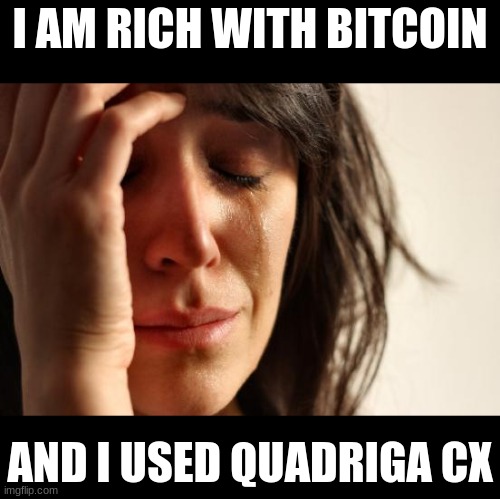 I AM RICH WITH BITCOIN
AND I USED QUADRIGA CX
imgflip.com